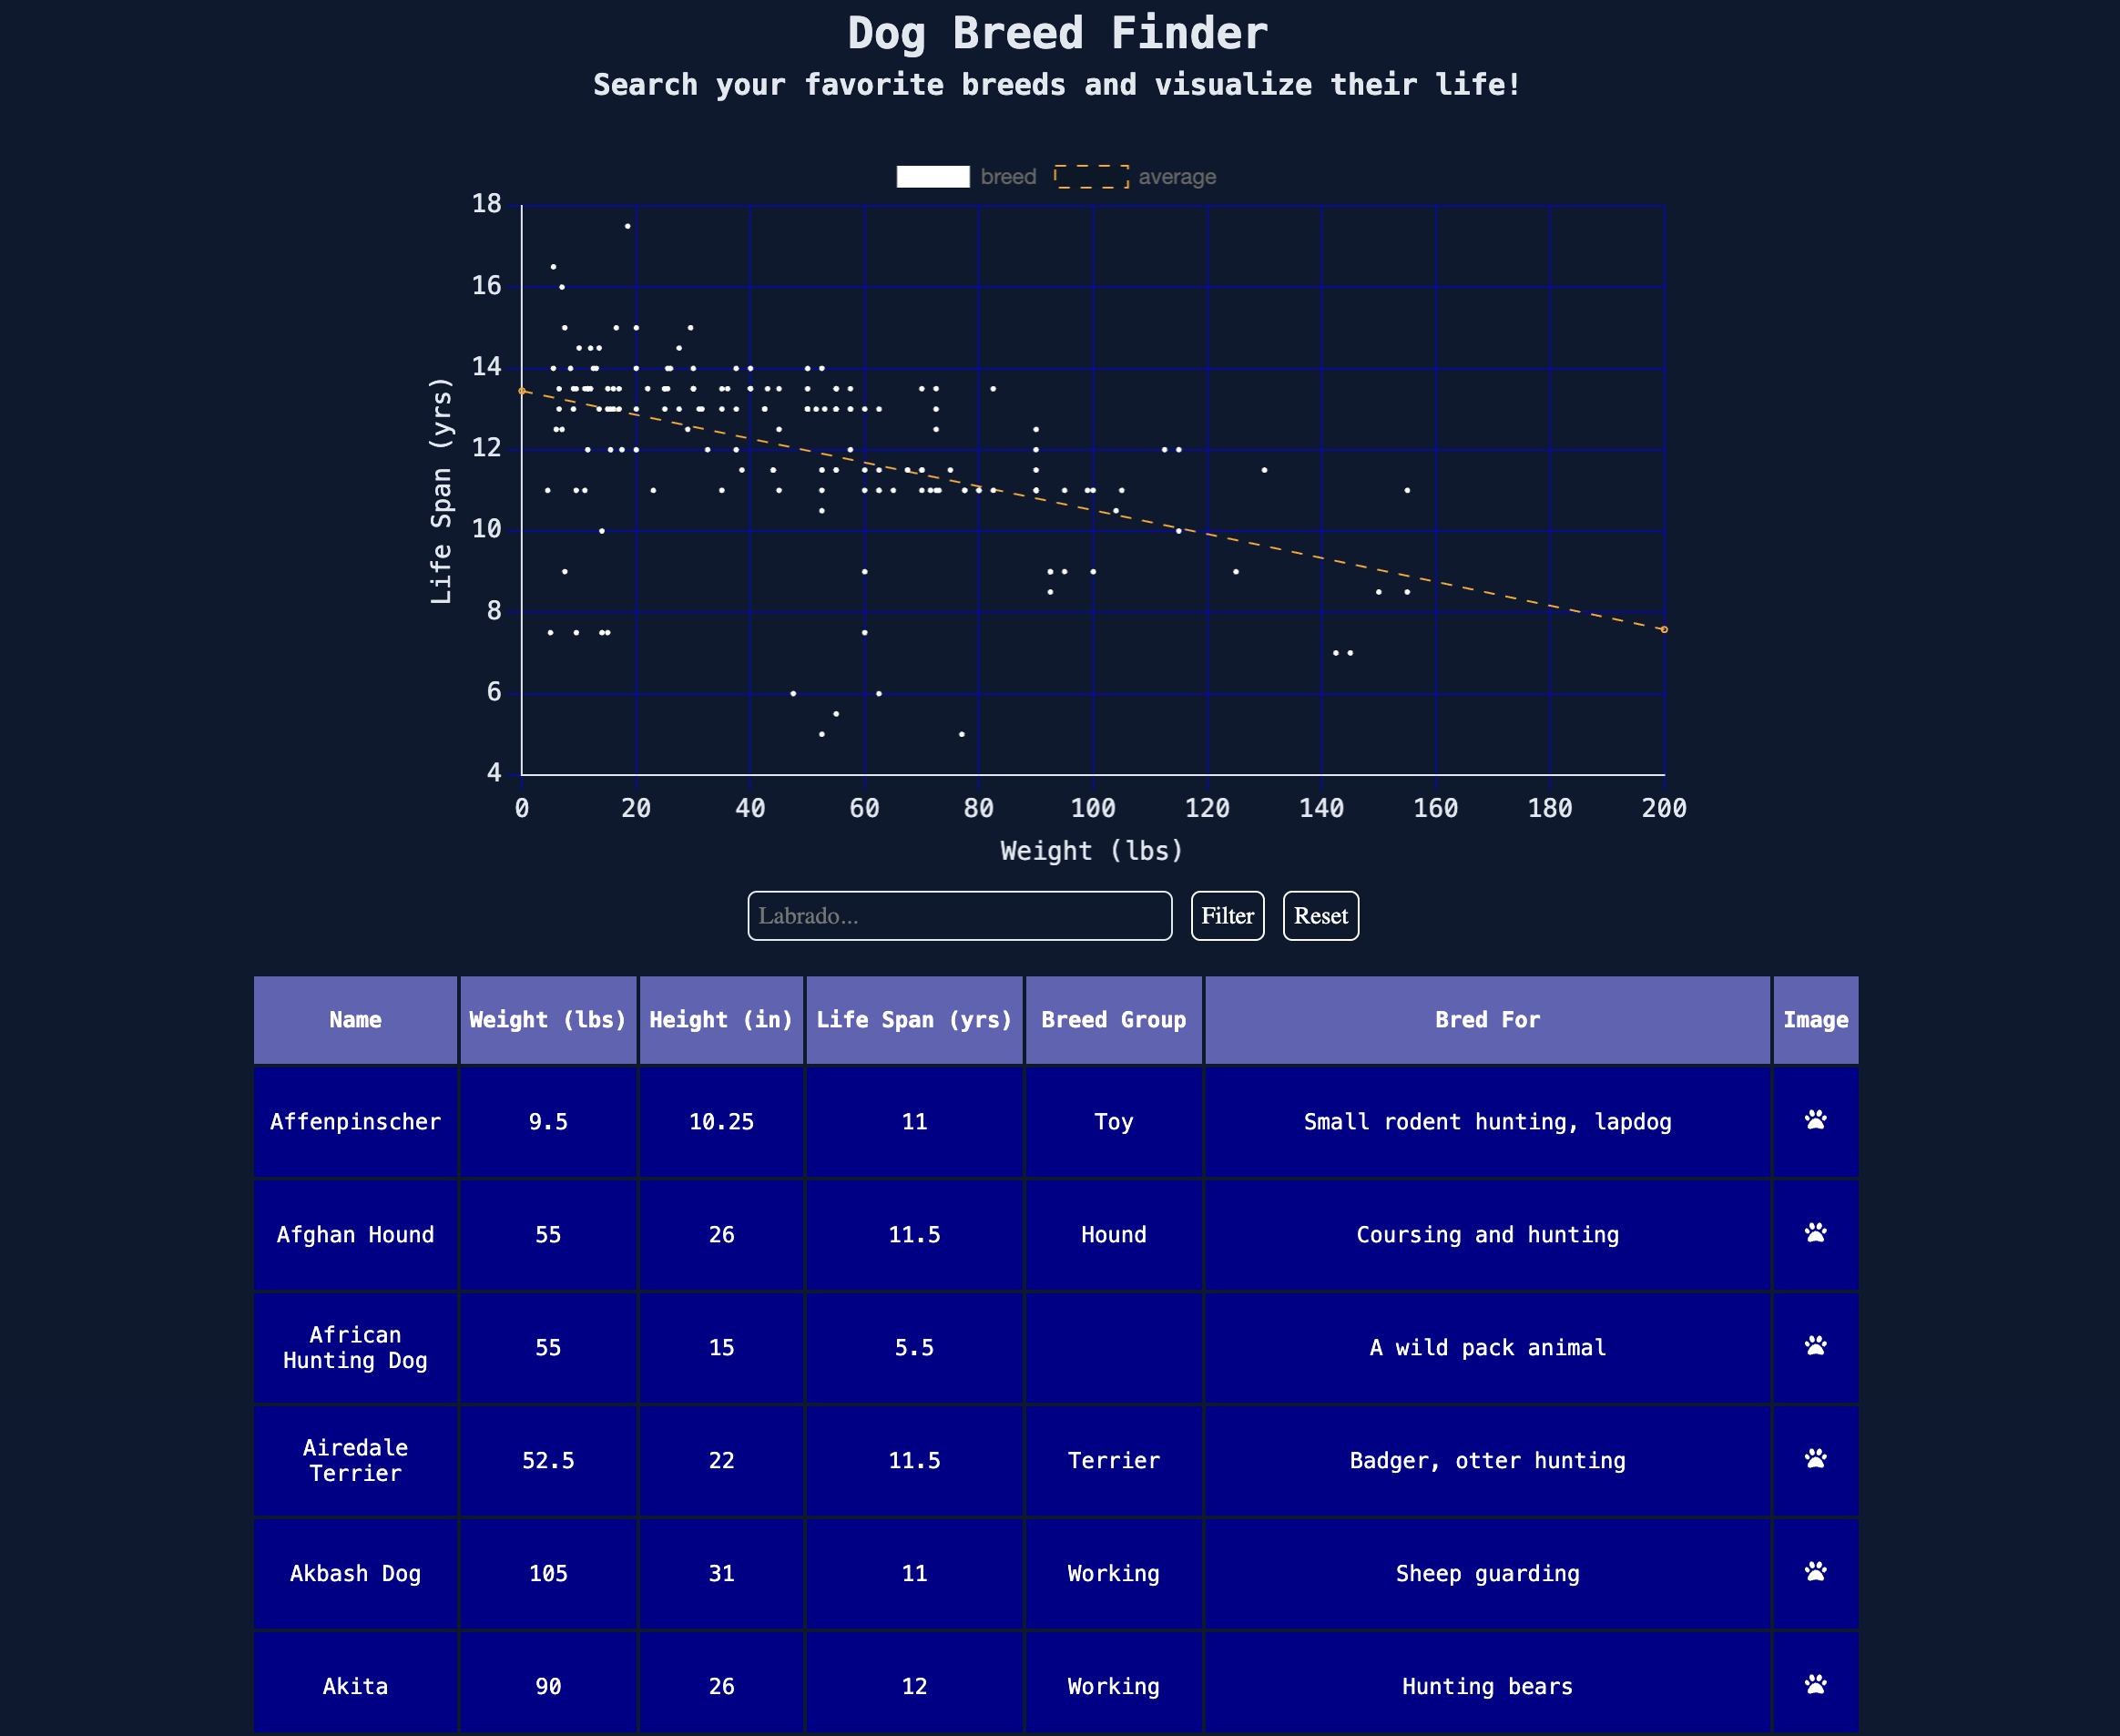 Dog Breed Finder
Search your favorite breeds and visualize their life!
breed average
18
16
14
12
10
8
6
4
Life Span (yrs)
0 20 40 60 80 100 120 140 160 180 200
Weight (lbs)
Labrado... Filter Reset
Name Weight (lbs) Height (in) Life Span (yrs) Breed Group Bred For Image
Affenpinscher 9.5 10.25 11 Toy Small rodent hunting, lapdog
Afghan Hound 55 26 11.5 Hound Coursing and hunting
African
Hunting Dog 55 15 5.5 A wild pack animal
Airedale
Terrier 52.5 22 11.5 Terrier Badger, otter hunting
Akbash Dog 105 31 11 Working Sheep guarding
Akita 90 26 12 Working Hunting bears